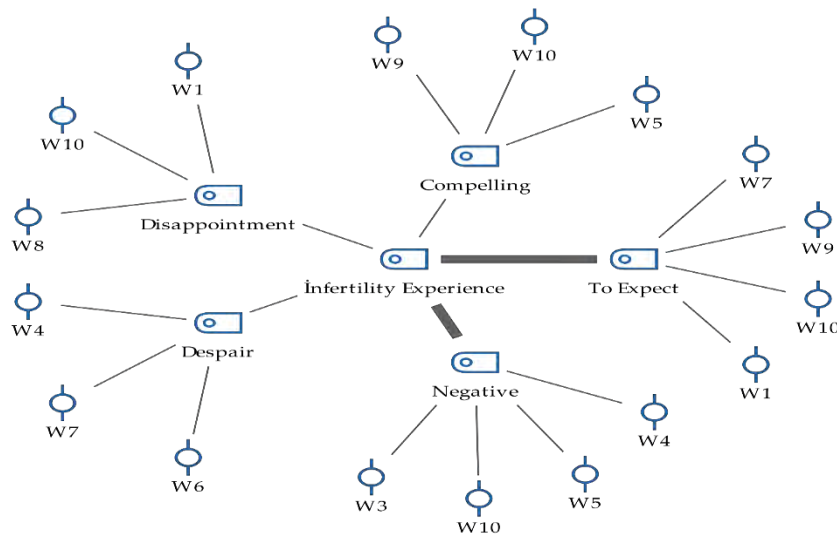 W9
W10
W1
W5
W10
Compelling
W7
Disappointment
W8
W9
İnfertility Experience
To Expect
W4
W10
Despair
W1
Negative
W7
W4
W6
W3
W10
W5